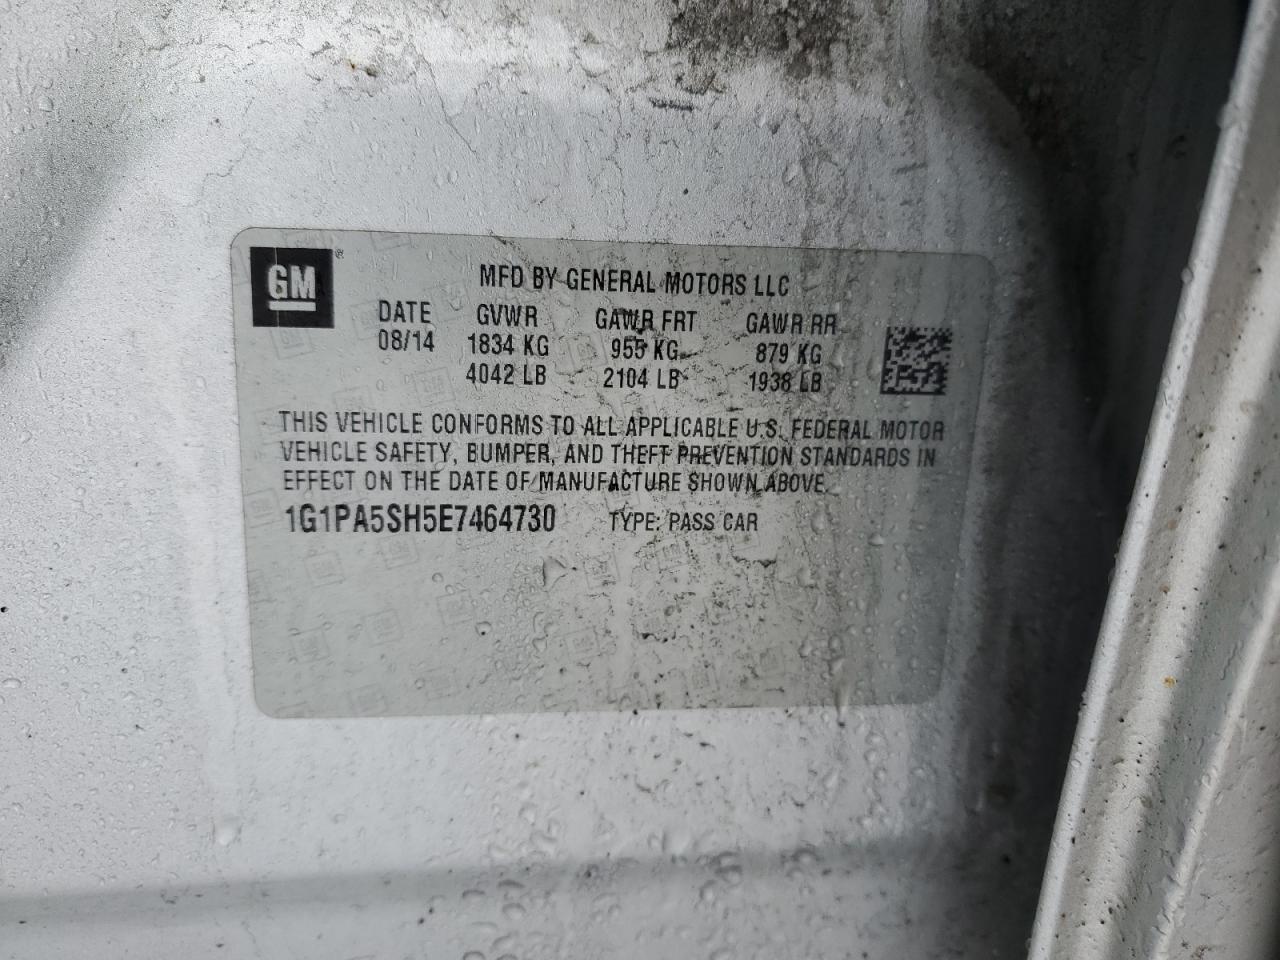 GM
MFD BY GENERAL MOTORS LLC
DATE GVWR GAWR FRT GAWR RR
08/14 1834 KG 955 KG 879 KG
4042 LB 2104 LB 1938 LB
THIS VEHICLE CONFORMS TO ALL APPLICABLE U.S. FEDERAL MOTOR
VEHICLE SAFETY, BUMPER, AND THEFT PREVENTION STANDARDS IN
EFFECT ON THE DATE OF MANUFACTURE SHOWN ABOVE.
1G1PA5SH5E7464730 TYPE: PASS CAR